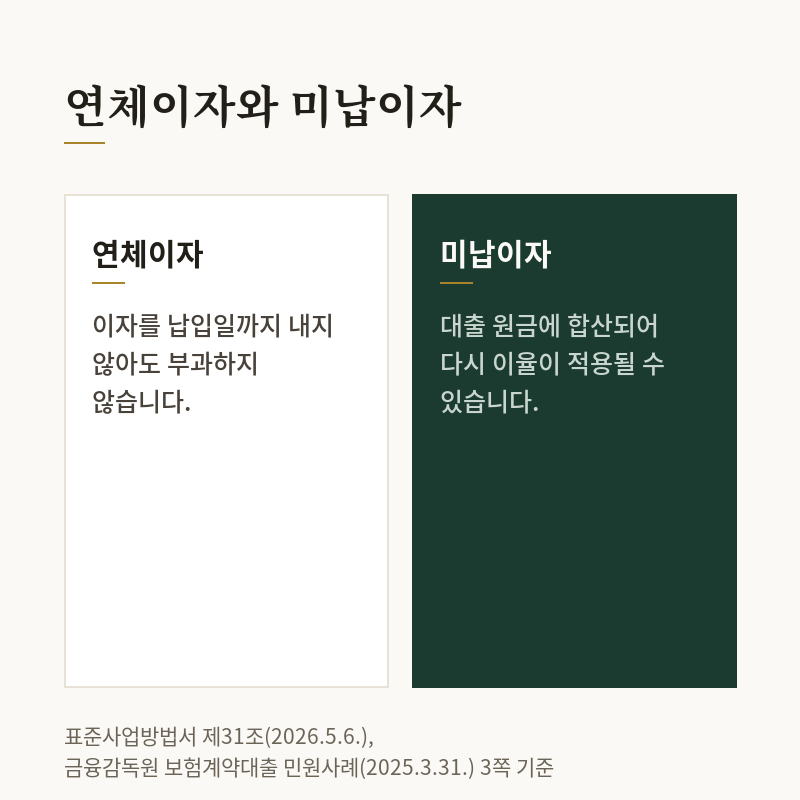 연체이자와 미납이자
연체이자
이자를 납입일까지 내지
않아도 부과하지
않습니다.
미납이자
대출 원금에 합산되어
다시 이율이 적용될 수
있습니다.
표준사업방법서 제31조(2026.5.6.),
금융감독원 보험계약대출 민원사례(2025.3.31.) 3쪽 기준